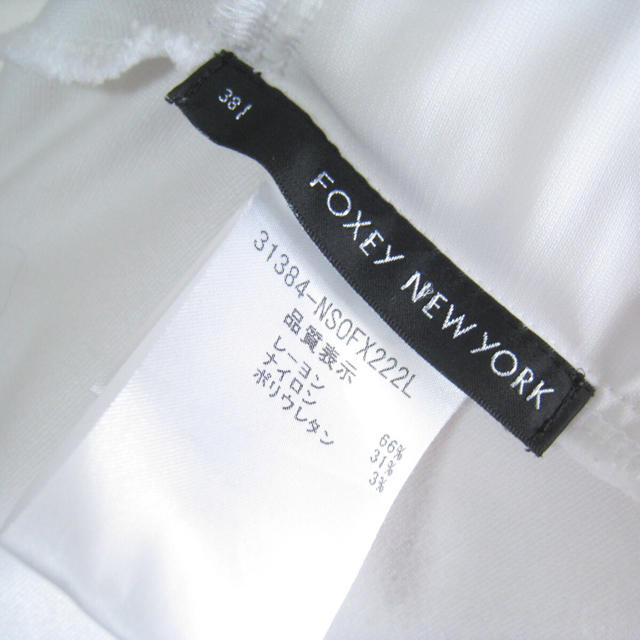 38
FOXEY NEW YORK
31384-NSOFX222L
品質表示
レーヨン 66%
ナイロン 31%
ポリウレタン 3%